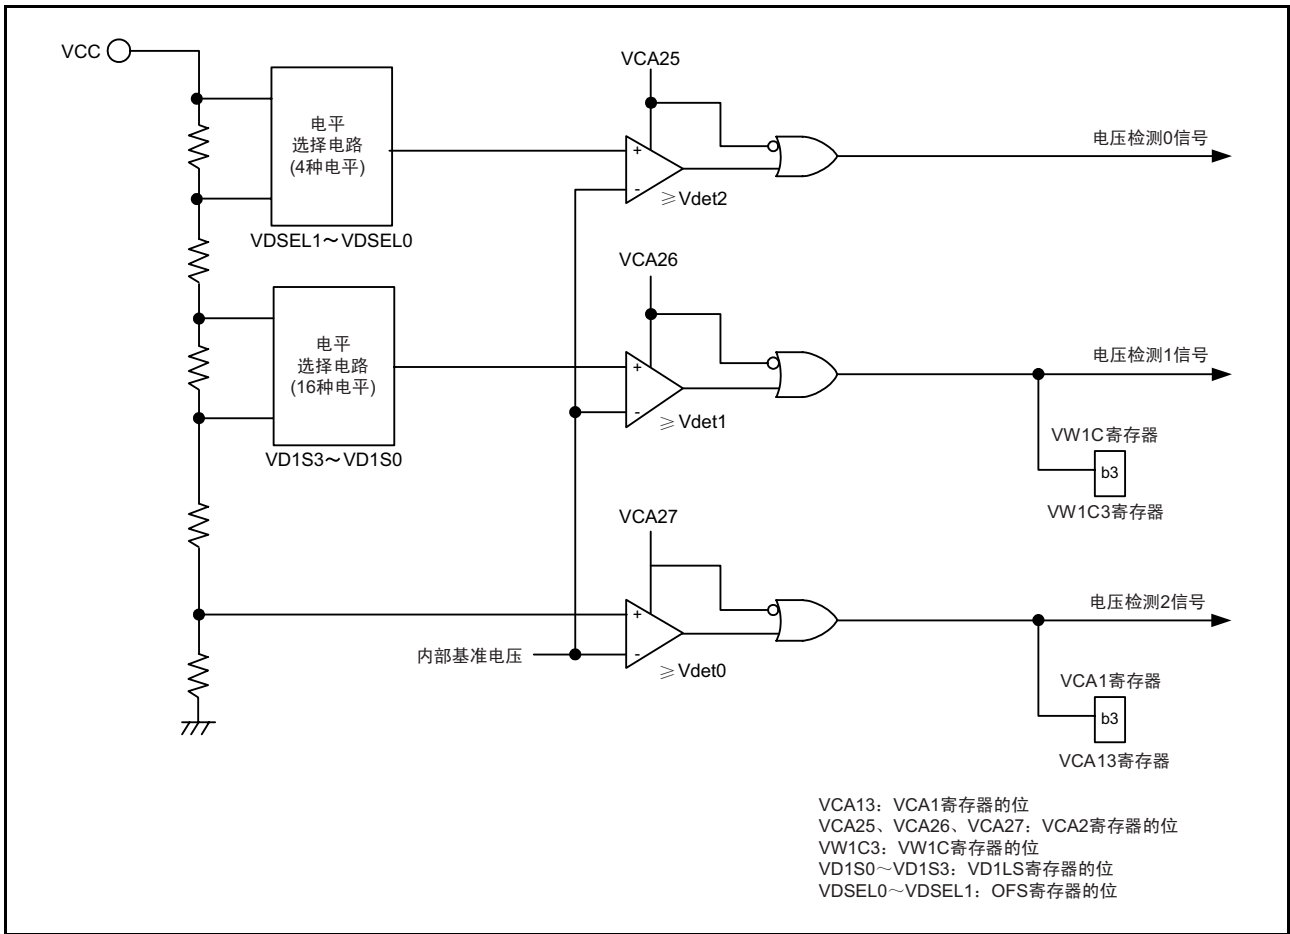 VCC
电平
选择电路
(4种电平)
VDSEL1～VDSEL0
VCA25
+
-
≥Vdet2
电压检测0信号
电平
选择电路
(16种电平)
VD1S3～VD1S0
VCA26
+
-
≥Vdet1
电压检测1信号
VW1C寄存器
b3
VW1C3寄存器
VCA27
+
-
≥Vdet0
内部基准电压
电压检测2信号
VCA1寄存器
b3
VCA13寄存器
VCA13：VCA1寄存器的位
VCA25、VCA26、VCA27：VCA2寄存器的位
VW1C3：VW1C寄存器的位
VD1S0～VD1S3：VD1LS寄存器的位
VDSEL0～VDSEL1：OFS寄存器的位